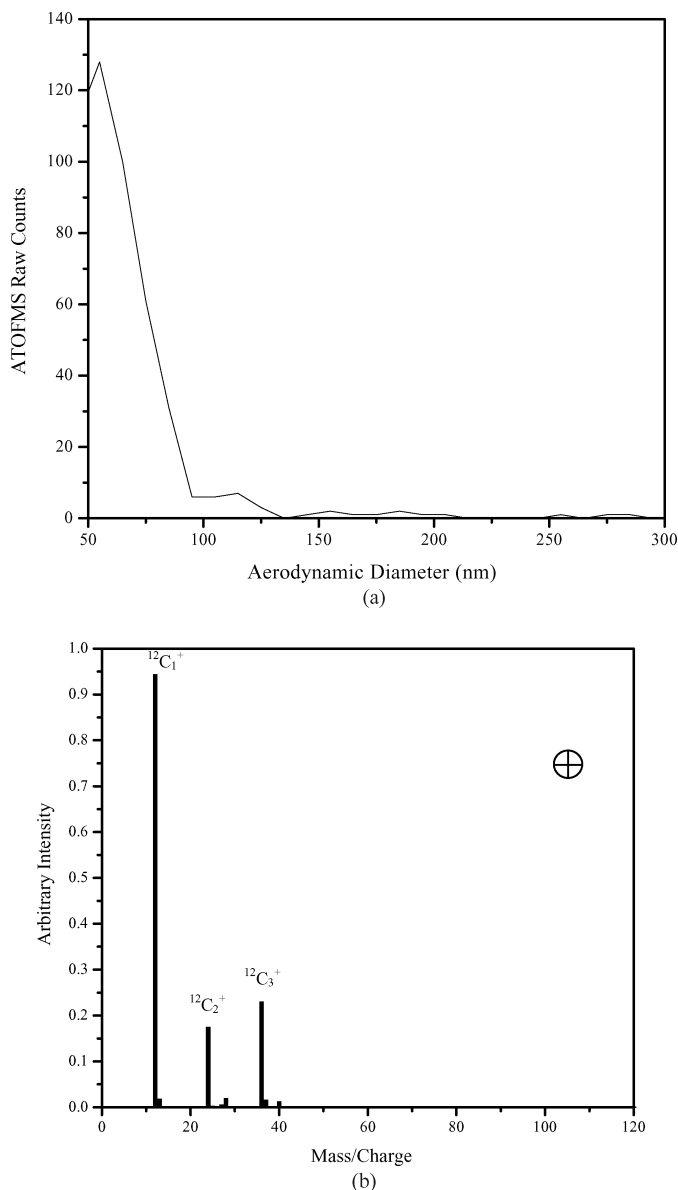 140
120
100
80
60
40
20
0
ATOFMS Raw Counts
50 100 150 200 250 300
Aerodynamic Diameter (nm)
(a)
1.0
0.9
0.8
0.7
0.6
0.5
0.4
0.3
0.2
0.1
0.0
Arbitrary Intensity
¹²C₁⁺
¹²C₂⁺
¹²C₃⁺
0 20 40 60 80 100 120
Mass/Charge
(b)